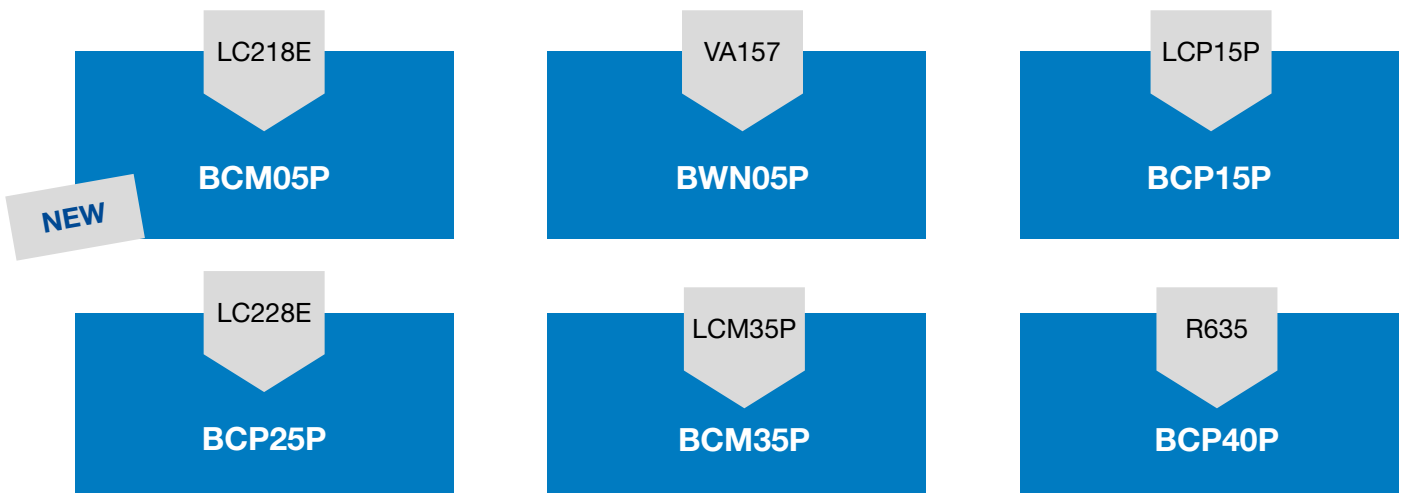 LC218E
VA157
LCP15P
BCM05P
BWN05P
BCP15P
NEW
LC228E
LCM35P
R635
BCP25P
BCM35P
BCP40P